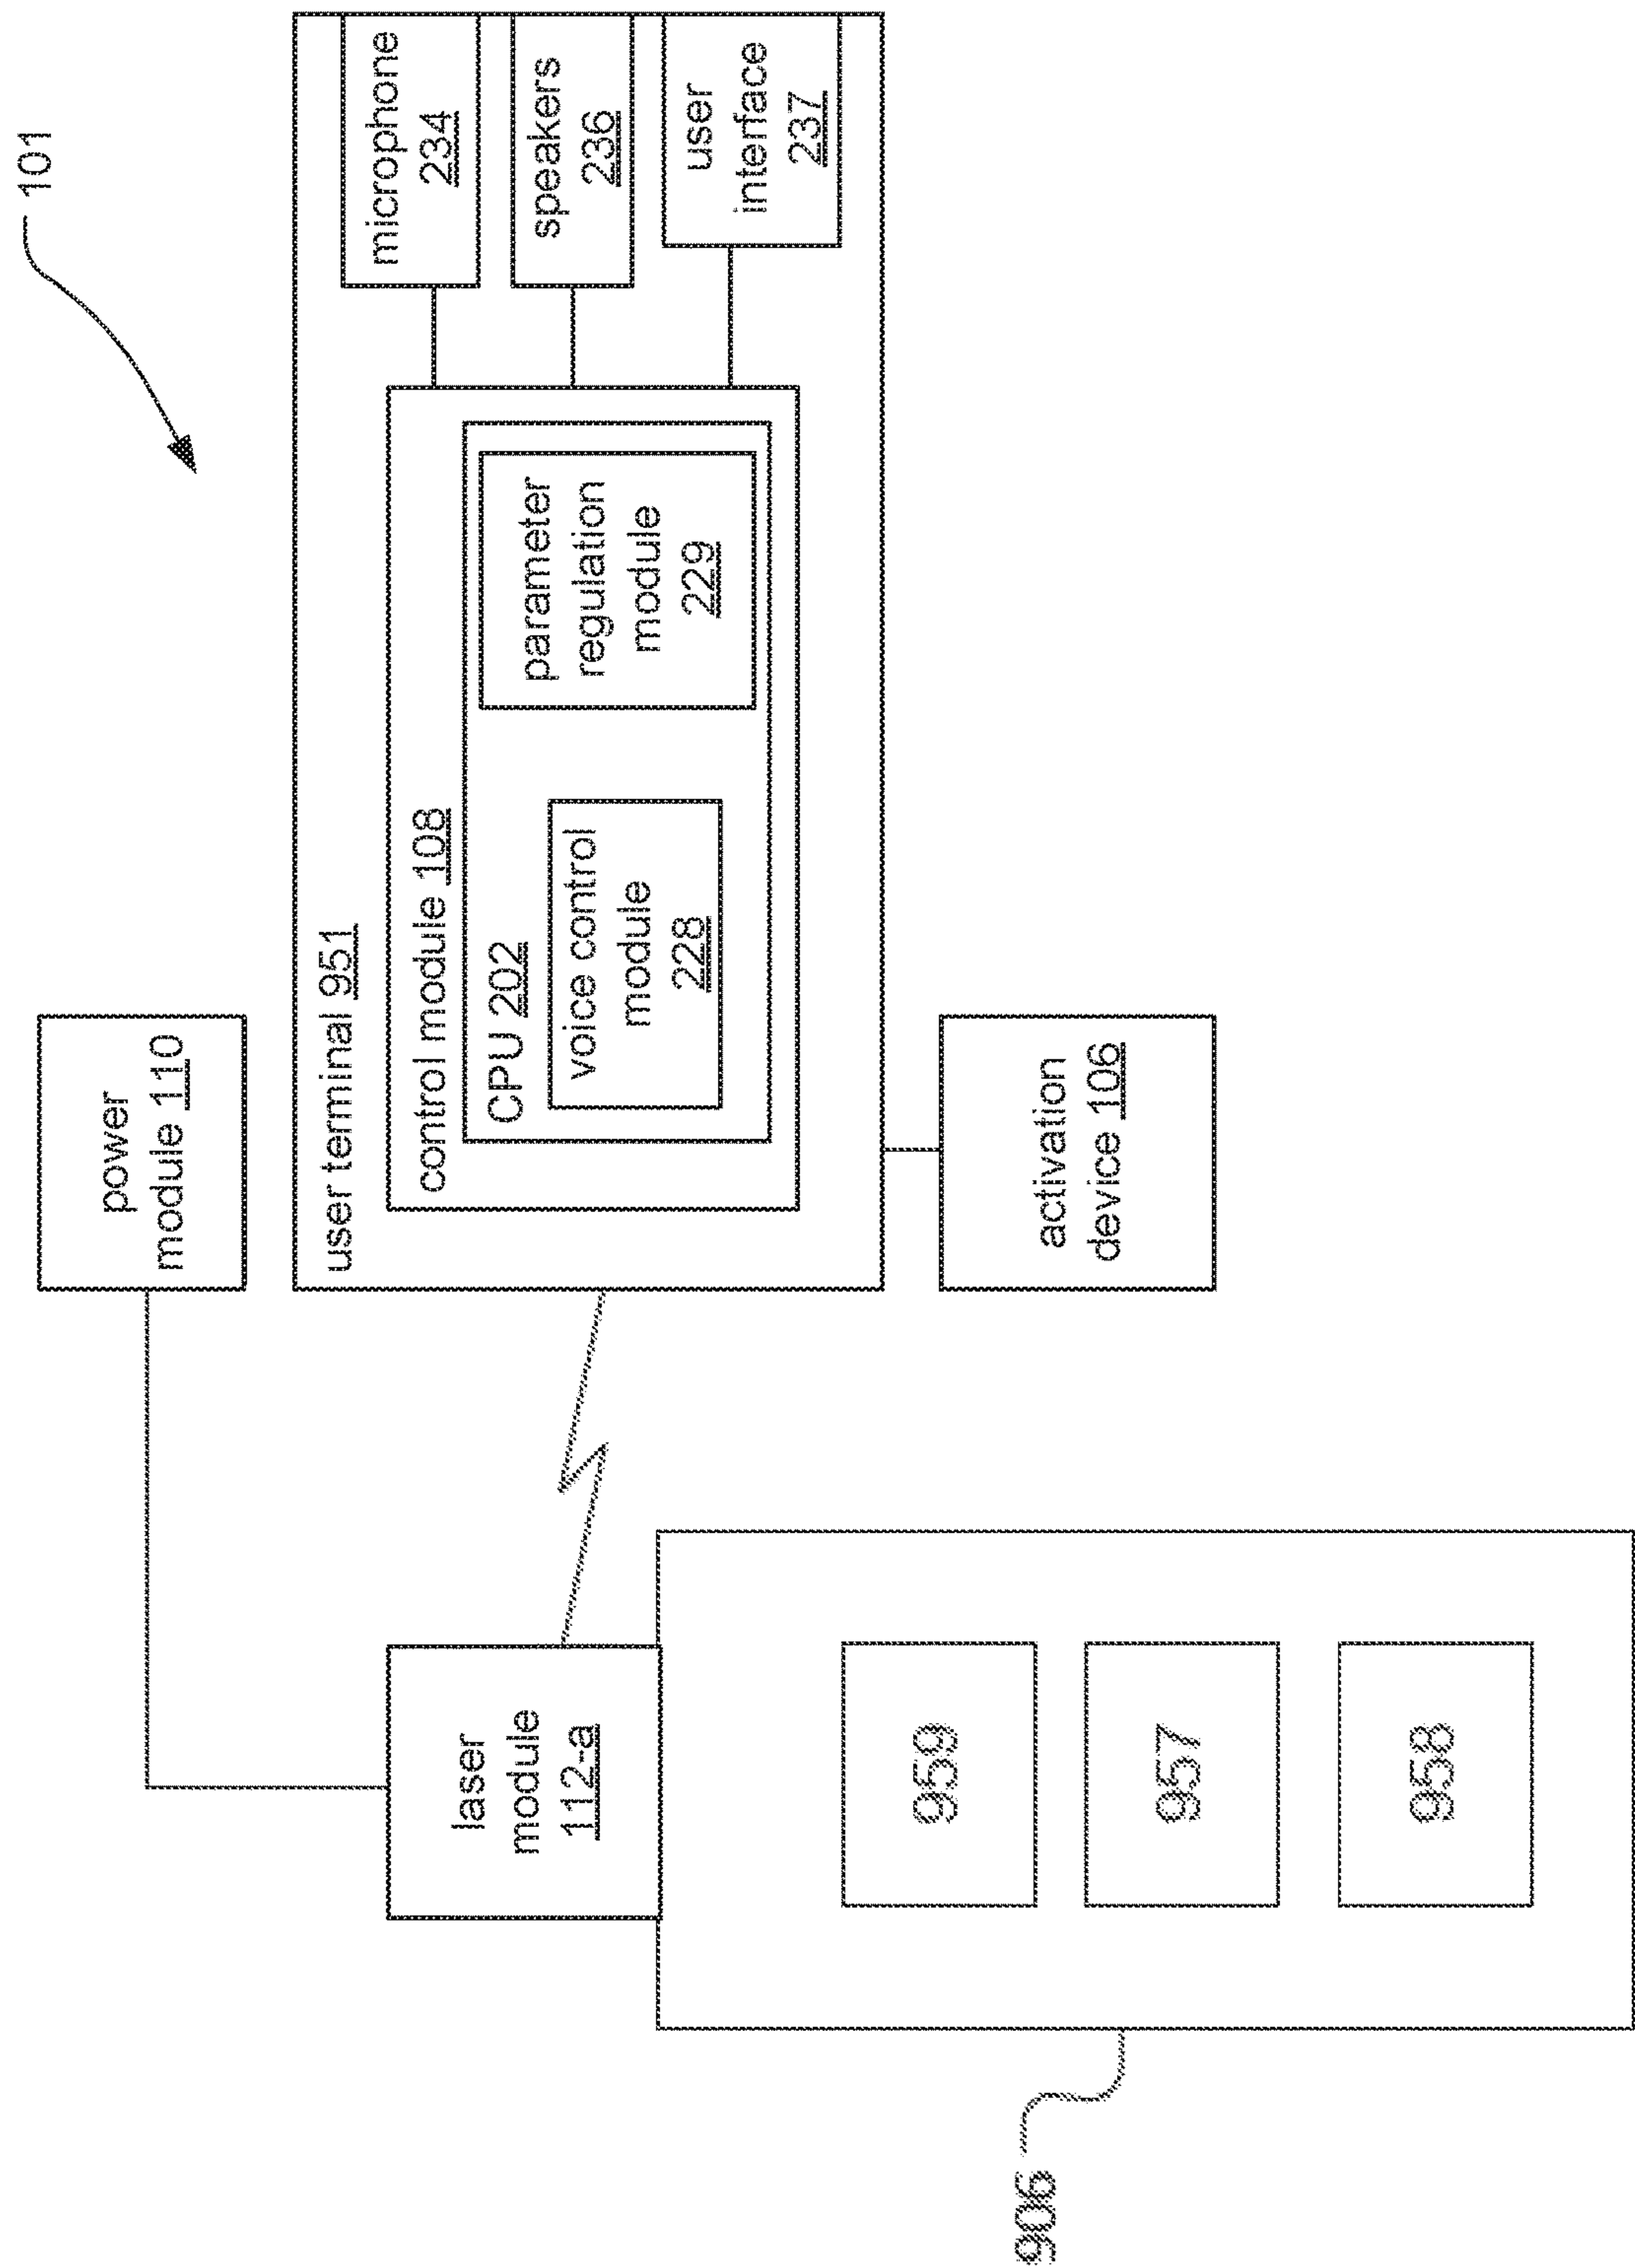 101
power
module 110
user terminal 951
control module 108
CPU 202
voice control
module
228
parameter
regulation
module
229
microphone
234
speakers
236
user
interface
237
activation
device 106
laser
module
112-a
959
957
958
906